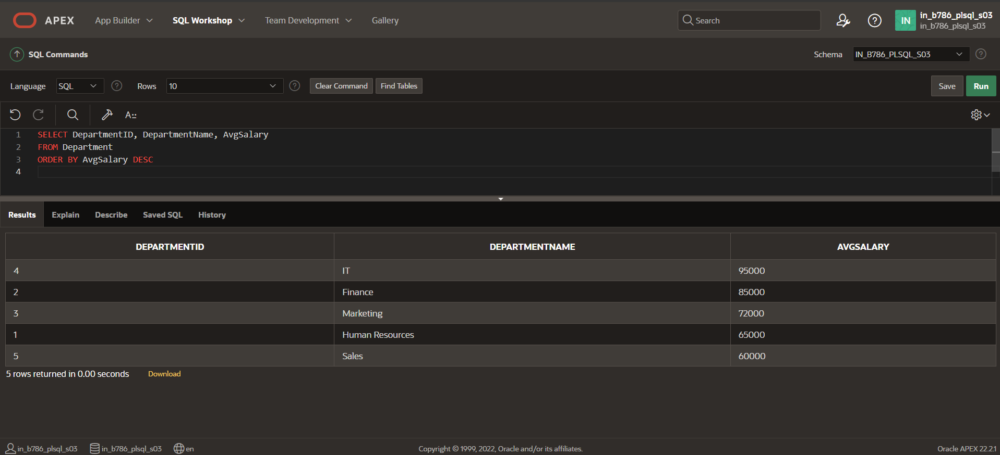 APEX App Builder SQL Workshop Team Development Gallery Search IN in_b786_plsql_s03
in_b786_plsql_s03
SQL Commands Schema IN_B786_PLSQL_S03
Language SQL Rows 10 Clear Command Find Tables Save Run
A::
1 SELECT DepartmentID, DepartmentName, AvgSalary
2 FROM Department
3 ORDER BY AvgSalary DESC
4
Results Explain Describe Saved SQL History
DEPARTMENTID DEPARTMENTNAME AVGSALARY
4 IT 95000
2 Finance 85000
3 Marketing 72000
1 Human Resources 65000
5 Sales 60000
5 rows returned in 0.00 seconds Download
in_b786_plsql_s03 in_b786_plsql_s03 en Copyright © 1999, 2022, Oracle and/or its affiliates. Oracle APEX 22.2.1